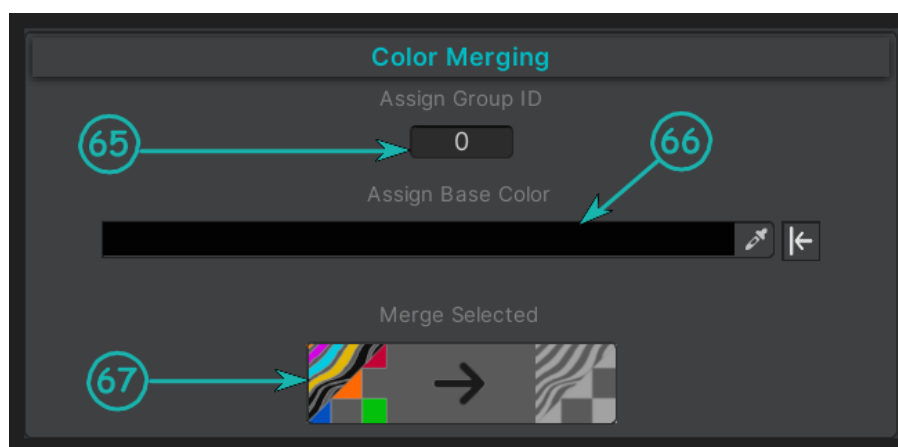 Color Merging
Assign Group ID
65
0
66
Assign Base Color
Merge Selected
67